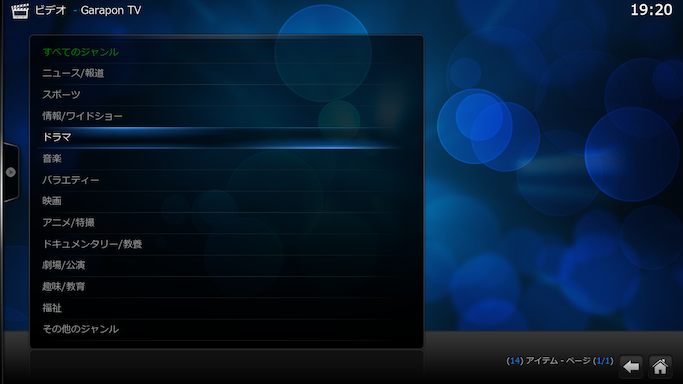 ビデオ - Garapon TV
19:20
すべてのジャンル
ニュース/報道
スポーツ
情報/ワイドショー
ドラマ
音楽
バラエティー
映画
アニメ/特撮
ドキュメンタリー/教養
劇場/公演
趣味/教育
福祉
その他のジャンル
(14) アイテム - ページ (1/1)